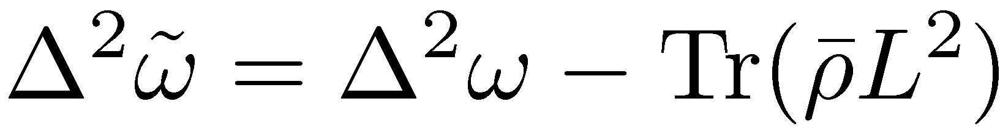 Δ²ω̃ = Δ²ω − Tr(ρ̄L²)